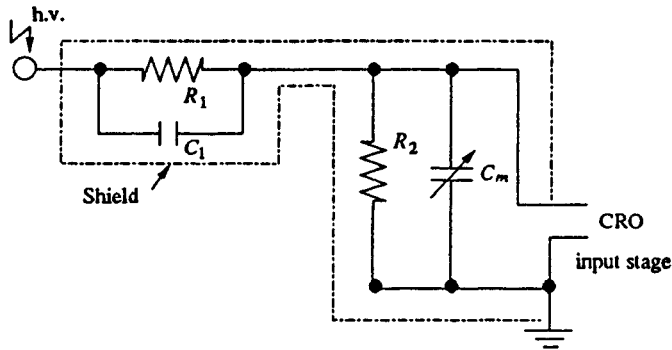 h.v.
R₁
C₁
Shield
R₂
Cₘ
CRO
input stage